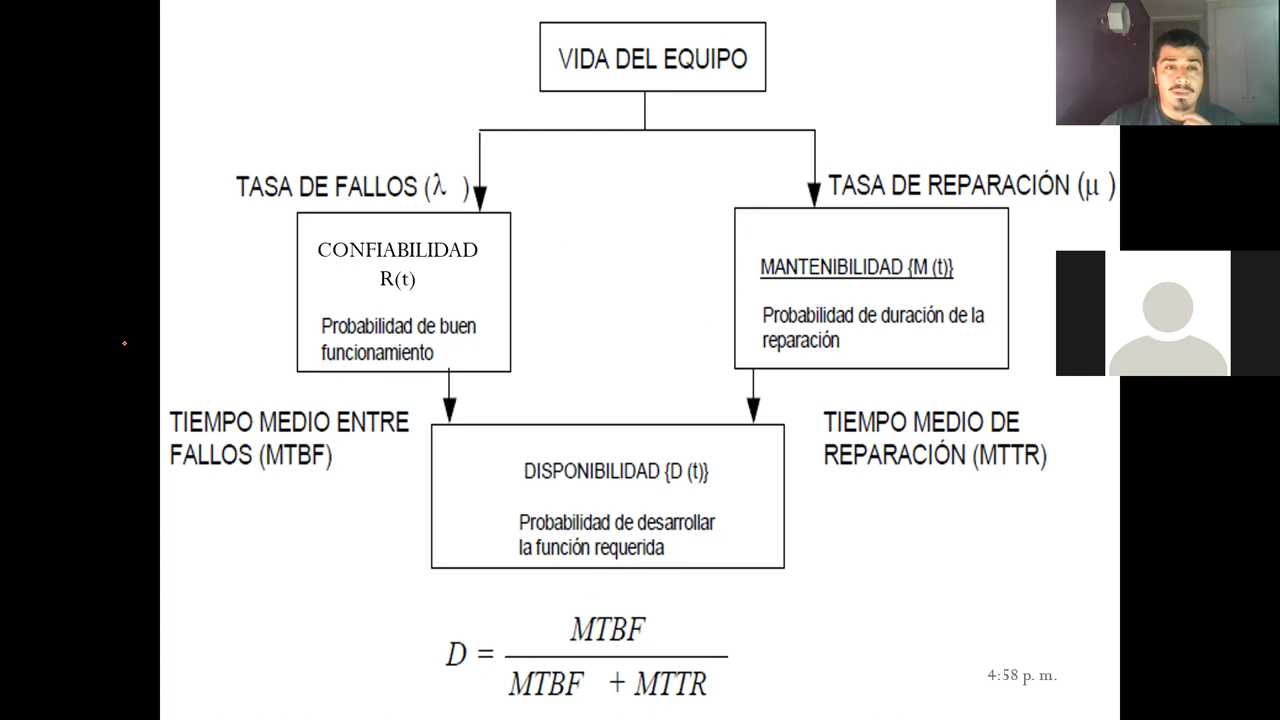 VIDA DEL EQUIPO
TASA DE FALLOS (λ )
TASA DE REPARACIÓN (μ )
CONFIABILIDAD
R(t)
Probabilidad de buen
funcionamiento
MANTENIBILIDAD {M (t)}
Probabilidad de duración de la
reparación
TIEMPO MEDIO ENTRE
FALLOS (MTBF)
TIEMPO MEDIO DE
REPARACIÓN (MTTR)
DISPONIBILIDAD {D (t)}
Probabilidad de desarrollar
la función requerida
MTBF
D =
MTBF + MTTR
4:58 p. m.